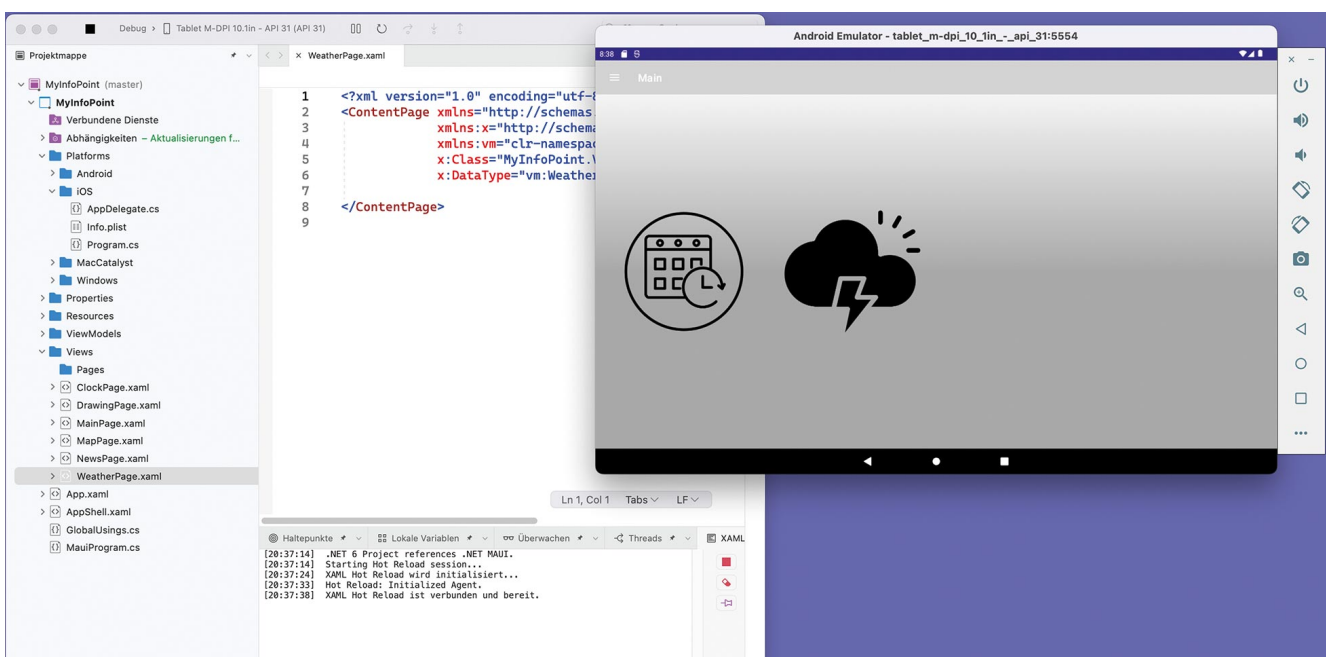 Debug › Tablet M-DPI 10.1in - API 31 (API 31)
Projektmappe
MyInfoPoint (master)
MyInfoPoint
Verbundene Dienste
Abhängigkeiten – Aktualisierungen f...
Platforms
Android
iOS
AppDelegate.cs
Info.plist
Program.cs
MacCatalyst
Windows
Properties
Resources
ViewModels
Views
Pages
ClockPage.xaml
DrawingPage.xaml
MainPage.xaml
MapPage.xaml
NewsPage.xaml
WeatherPage.xaml
App.xaml
AppShell.xaml
GlobalUsings.cs
MauiProgram.cs
WeatherPage.xaml
1 <?xml version="1.0" encoding="utf-8
2 <ContentPage xmlns="http://schemas
3 xmlns:x="http://schema
4 xmlns:vm="clr-namespac
5 x:Class="MyInfoPoint.
6 x:DataType="vm:Weather
7
8 </ContentPage>
9
Ln 1, Col 1 Tabs LF
Haltepunkte Lokale Variablen Überwachen Threads XAML
[20:37:14] .NET 6 Project references .NET MAUI.
[20:37:14] Starting Hot Reload session...
[20:37:24] XAML Hot Reload wird initialisiert...
[20:37:33] Hot Reload: Initialized Agent.
[20:37:38] XAML Hot Reload ist verbunden und bereit.
Android Emulator - tablet_m-dpi_10_1in_-_api_31:5554
8:38
Main